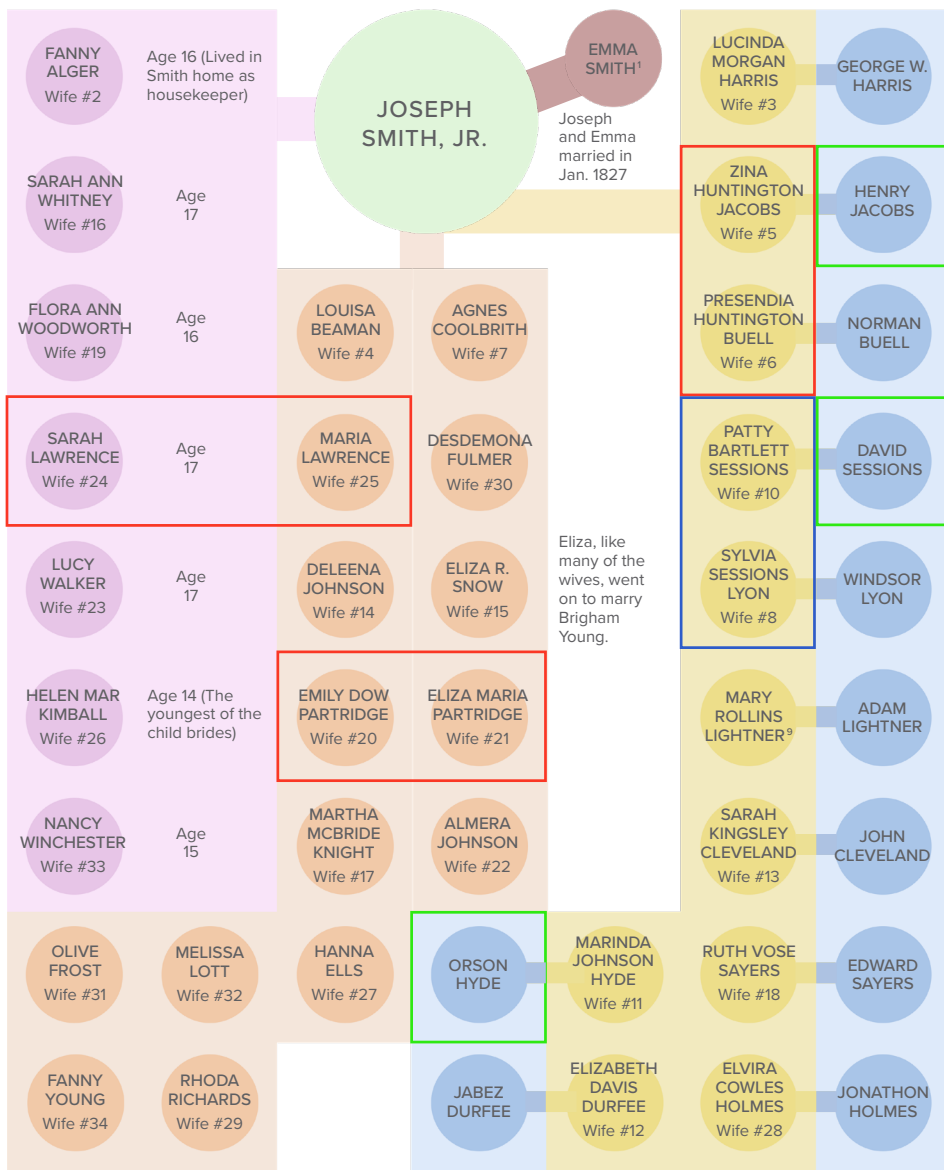 FANNY
ALGER
Wife #2
Age 16 (Lived in
Smith home as
housekeeper)
JOSEPH
SMITH, JR.
EMMA
SMITH¹
Joseph
and Emma
married in
Jan. 1827
LUCINDA
MORGAN
HARRIS
Wife #3
GEORGE W.
HARRIS
SARAH ANN
WHITNEY
Wife #16
Age
17
ZINA
HUNTINGTON
JACOBS
Wife #5
HENRY
JACOBS
FLORA ANN
WOODWORTH
Wife #19
Age
16
LOUISA
BEAMAN
Wife #4
AGNES
COOLBRITH
Wife #7
PRESENDIA
HUNTINGTON
BUELL
Wife #6
NORMAN
BUELL
SARAH
LAWRENCE
Wife #24
Age
17
MARIA
LAWRENCE
Wife #25
DESDEMONA
FULMER
Wife #30
PATTY
BARTLETT
SESSIONS
Wife #10
DAVID
SESSIONS
LUCY
WALKER
Wife #23
Age
17
DELEENA
JOHNSON
Wife #14
ELIZA R.
SNOW
Wife #15
Eliza, like
many of the
wives, went
on to marry
Brigham
Young.
SYLVIA
SESSIONS
LYON
Wife #8
WINDSOR
LYON
HELEN MAR
KIMBALL
Wife #26
Age 14 (The
youngest of the
child brides)
EMILY DOW
PARTRIDGE
Wife #20
ELIZA MARIA
PARTRIDGE
Wife #21
MARY
ROLLINS
LIGHTNER⁹
ADAM
LIGHTNER
NANCY
WINCHESTER
Wife #33
Age
15
MARTHA
MCBRIDE
KNIGHT
Wife #17
ALMERA
JOHNSON
Wife #22
SARAH
KINGSLEY
CLEVELAND
Wife #13
JOHN
CLEVELAND
OLIVE
FROST
Wife #31
MELISSA
LOTT
Wife #32
HANNA
ELLS
Wife #27
ORSON
HYDE
MARINDA
JOHNSON
HYDE
Wife #11
RUTH VOSE
SAYERS
Wife #18
EDWARD
SAYERS
FANNY
YOUNG
Wife #34
RHODA
RICHARDS
Wife #29
JABEZ
DURFEE
ELIZABETH
DAVIS
DURFEE
Wife #12
ELVIRA
COWLES
HOLMES
Wife #28
JONATHON
HOLMES